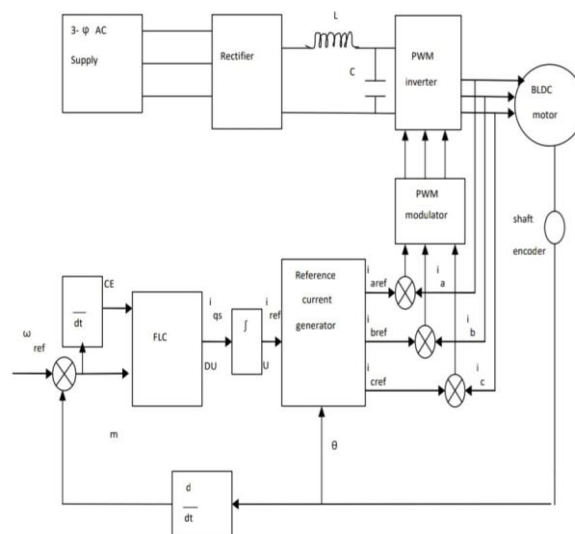 3- φ AC
Supply
Rectifier
L
C
PWM
inverter
BLDC
motor
PWM
modulator
shaft
encoder
CE
dt
ω
ref
FLC
i
qs
DU
∫
i
ref
U
Reference
current
generator
i
aref
i
a
i
bref
i
b
i
cref
i
c
m
θ
d
dt